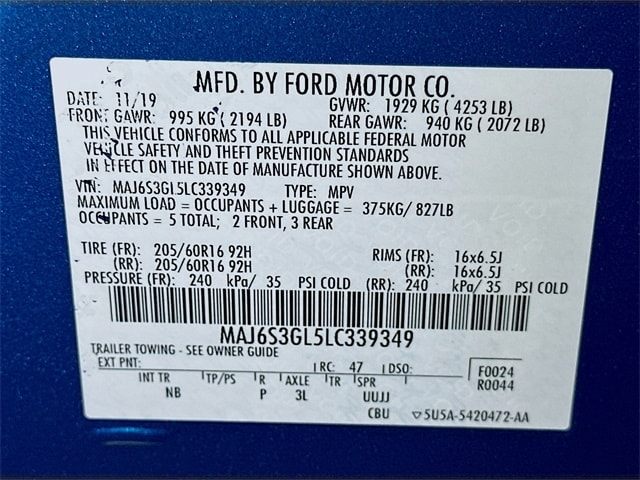 MFD. BY FORD MOTOR CO.
DATE: 11/19 GVWR: 1929 KG ( 4253 LB)
FRONT GAWR: 995 KG ( 2194 LB) REAR GAWR: 940 KG ( 2072 LB)
THIS VEHICLE CONFORMS TO ALL APPLICABLE FEDERAL MOTOR
VEHICLE SAFETY AND THEFT PREVENTION STANDARDS
IN EFFECT ON THE DATE OF MANUFACTURE SHOWN ABOVE.
VIN: MAJ6S3GL5LC339349 TYPE: MPV
MAXIMUM LOAD = OCCUPANTS + LUGGAGE = 375KG/ 827LB
OCCUPANTS = 5 TOTAL; 2 FRONT, 3 REAR
TIRE (FR): 205/60R16 92H RIMS (FR): 16x6.5J
(RR): 205/60R16 92H (RR): 16x6.5J
PRESSURE (FR): 240 kPa/ 35 PSI COLD (RR): 240 kPa/ 35 PSI COLD
MAJ6S3GL5LC339349
TRAILER TOWING - SEE OWNER GUIDE
EXT PNT: RC: 47 DSO: F0024
R0044
INT TR TP/PS R AXLE TR SPR
NB P 3L UUJJ
CBU ▽5U5A-5420472-AA